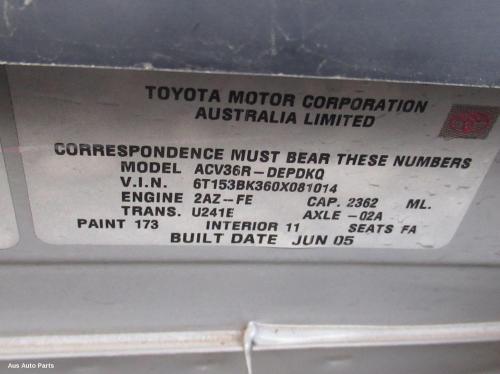 TOYOTA MOTOR CORPORATION
AUSTRALIA LIMITED
CORRESPONDENCE MUST BEAR THESE NUMBERS
MODEL ACV36R-DEPDKQ
V.I.N. 6T153BK360X081014
ENGINE 2AZ-FE CAP. 2362 ML.
TRANS. U241E AXLE -02A
PAINT 173 INTERIOR 11 SEATS FA
BUILT DATE JUN 05
Aus Auto Parts